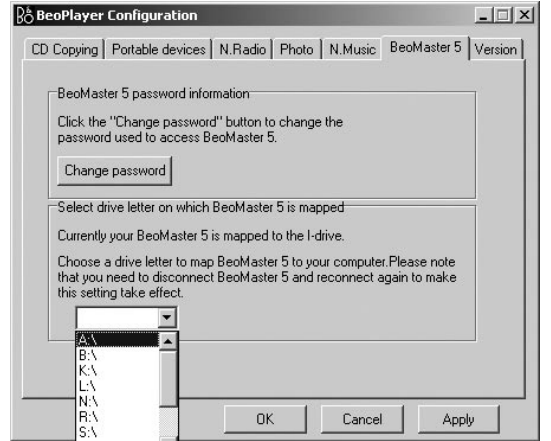 BeoPlayer Configuration
CD Copying Portable devices N.Radio Photo N.Music BeoMaster 5 Version
BeoMaster 5 password information
Click the "Change password" button to change the
password used to access BeoMaster 5.
Change password
Select drive letter on which BeoMaster 5 is mapped
Currently your BeoMaster 5 is mapped to the I-drive.
Choose a drive letter to map BeoMaster 5 to your computer.Please note
that you need to disconnect BeoMaster 5 and reconnect again to make
this setting take effect.
A:\
B:\
K:\
L:\
N:\
R:\
S:\
OK Cancel Apply